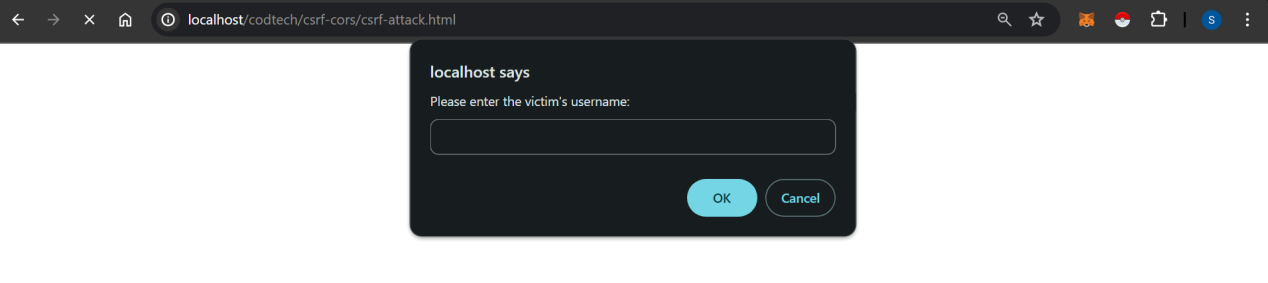 localhost/codtech/csrf-cors/csrf-attack.html
S
localhost says
Please enter the victim's username:
OK
Cancel